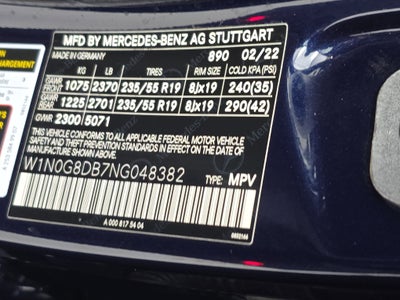 MFD BY MERCEDES-BENZ AG STUTTGART
MADE IN GERMANY 890 02/22
GAWR KG LB TIRES RIM SIZE COLD KPA (PSI)
GAWR FRONT 1075 2370 235/55 R19 8jx19 240(35)
GAWR REAR 1225 2701 235/55 R19 8jx19 290(42)
GVWR 2300 5071
THIS VEHICLE CONFORMS TO ALL APPLICABLE FEDERAL MOTOR VEHICLE
SAFETY AND THEFT PREVENTION STANDARDS IN EFFECT ON THE DATE
OF MANUFACTURE SHOWN ABOVE.
W1N0G8DB7NG048382 TYPE: MPV
A 000 817 54 04